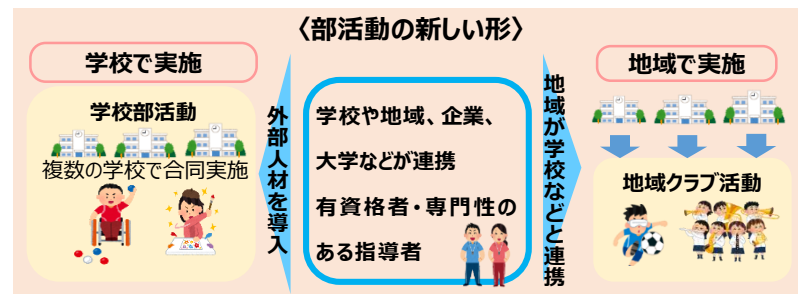 〈部活動の新しい形〉
学校で実施
学校部活動
複数の学校で合同実施
外部人材を導入
学校や地域、企業、
大学などが連携
有資格者・専門性の
ある指導者
地域が学校などと連携
地域で実施
地域クラブ活動